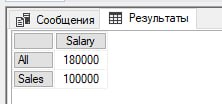 Сообщения Результаты
Salary
All 180000
Sales 100000